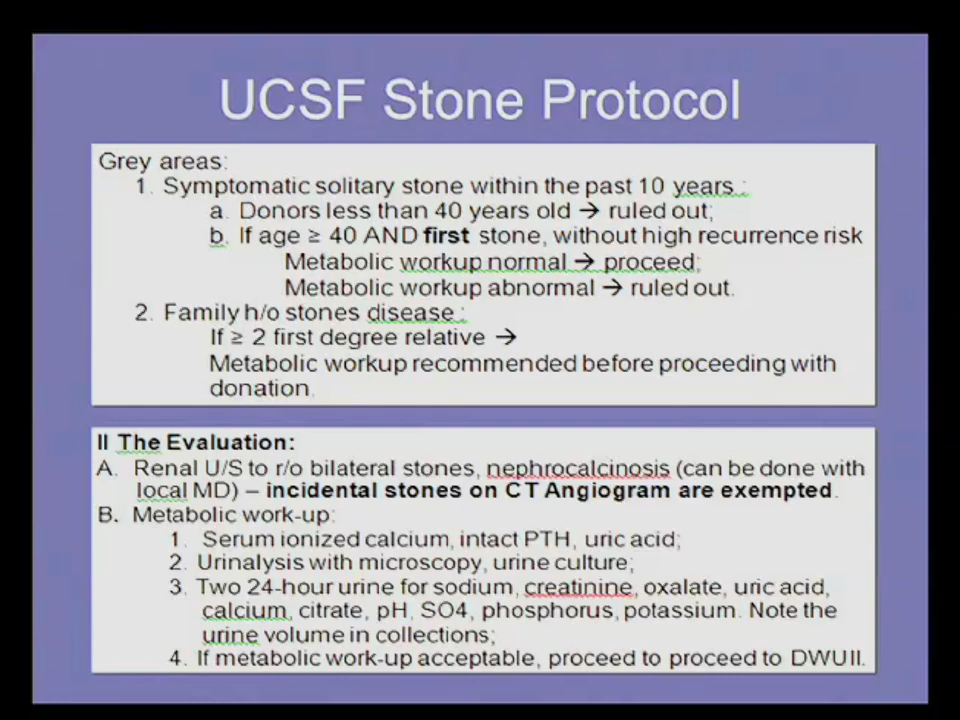 UCSF Stone Protocol
Grey areas:
1. Symptomatic solitary stone within the past 10 years :
a. Donors less than 40 years old → ruled out;
b. If age ≥ 40 AND first stone, without high recurrence risk
Metabolic workup normal → proceed;
Metabolic workup abnormal → ruled out.
2. Family h/o stones disease :
If ≥ 2 first degree relative →
Metabolic workup recommended before proceeding with
donation.
II The Evaluation:
A. Renal U/S to r/o bilateral stones, nephrocalcinosis (can be done with
local MD) – incidental stones on CT Angiogram are exempted.
B. Metabolic work-up:
1. Serum ionized calcium, intact PTH, uric acid;
2. Urinalysis with microscopy, urine culture;
3. Two 24-hour urine for sodium, creatinine, oxalate, uric acid,
calcium, citrate, pH, SO4, phosphorus, potassium. Note the
urine volume in collections;
4. If metabolic work-up acceptable, proceed to proceed to DWUII.